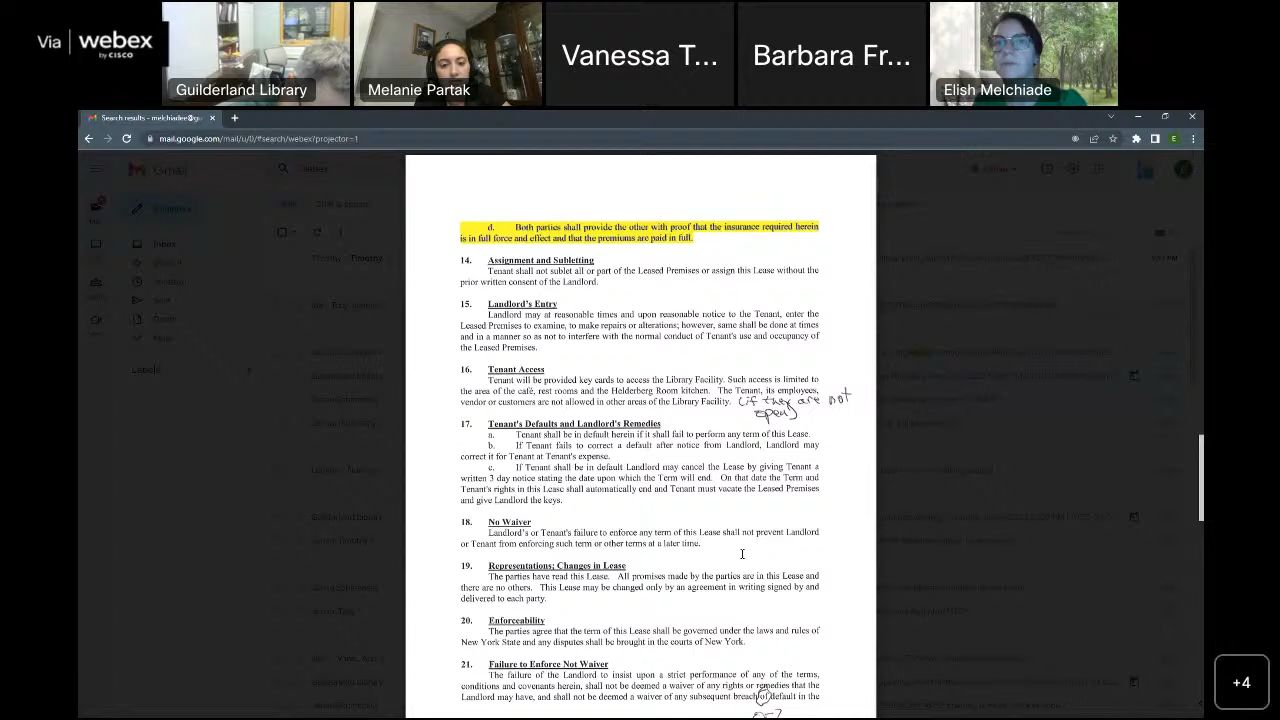 Via webex
by CISCO
Guilderland Library
Melanie Partak
Vanessa T...
Barbara Fr...
Elish Melchiade
Search results - melchiadee@gu
mail.google.com/mail/u/0/#search/webex?projector=1
Gmail
Inbox
Labels
d. Both parties shall provide the other with proof that the insurance required herein
is in full force and effect and that the premiums are paid in full.
14. Assignment and Subletting
Tenant shall not sublet all or part of the Leased Premises or assign this Lease without the
prior written consent of the Landlord.
15. Landlord's Entry
Landlord may at reasonable times and upon reasonable notice to the Tenant, enter the
Leased Premises to examine, to make repairs or alterations; however, same shall be done at times
and in a manner so as not to interfere with the normal conduct of Tenant's use and occupancy of
the Leased Premises.
16. Tenant Access
Tenant will be provided key cards to access the Library Facility. Such access is limited to
the area of the café, rest rooms and the Helderberg Room kitchen. The Tenant, its employees,
vendor or customers are not allowed in other areas of the Library Facility. (if they are not
open)
17. Tenant's Defaults and Landlord's Remedies
a. Tenant shall be in default herein if it shall fail to perform any term of this Lease.
b. If Tenant fails to correct a default after notice from Landlord, Landlord may
correct it for Tenant at Tenant's expense.
c. If Tenant shall be in default Landlord may cancel the Lease by giving Tenant a
written 3 day notice stating the date upon which the Term will end. On that date the Term and
Tenant's rights in this Lease shall automatically end and Tenant must vacate the Leased Premises
and give Landlord the keys.
18. No Waiver
Landlord's or Tenant's failure to enforce any term of this Lease shall not prevent Landlord
or Tenant from enforcing such term or other terms at a later time.
19. Representations; Changes in Lease
The parties have read this Lease. All promises made by the parties are in this Lease and
there are no others. This Lease may be changed only by an agreement in writing signed by and
delivered to each party.
20. Enforceability
The parties agree that the term of this Lease shall be governed under the laws and rules of
New York State and any disputes shall be brought in the courts of New York.
21. Failure to Enforce Not Waiver
The failure of the Landlord to insist upon a strict performance of any of the terms,
conditions and covenants herein, shall not be deemed a waiver of any rights or remedies that the
Landlord may have, and shall not be deemed a waiver of any subsequent breach of default in the
or?
+4